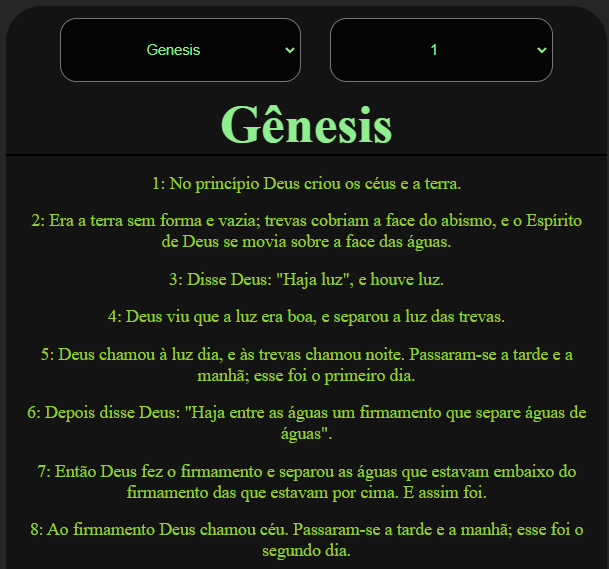 Genesis
1
Gênesis
1: No princípio Deus criou os céus e a terra.
2: Era a terra sem forma e vazia; trevas cobriam a face do abismo, e o Espírito
de Deus se movia sobre a face das águas.
3: Disse Deus: "Haja luz", e houve luz.
4: Deus viu que a luz era boa, e separou a luz das trevas.
5: Deus chamou à luz dia, e às trevas chamou noite. Passaram-se a tarde e a
manhã; esse foi o primeiro dia.
6: Depois disse Deus: "Haja entre as águas um firmamento que separe águas de
águas".
7: Então Deus fez o firmamento e separou as águas que estavam embaixo do
firmamento das que estavam por cima. E assim foi.
8: Ao firmamento Deus chamou céu. Passaram-se a tarde e a manhã; esse foi o
segundo dia.